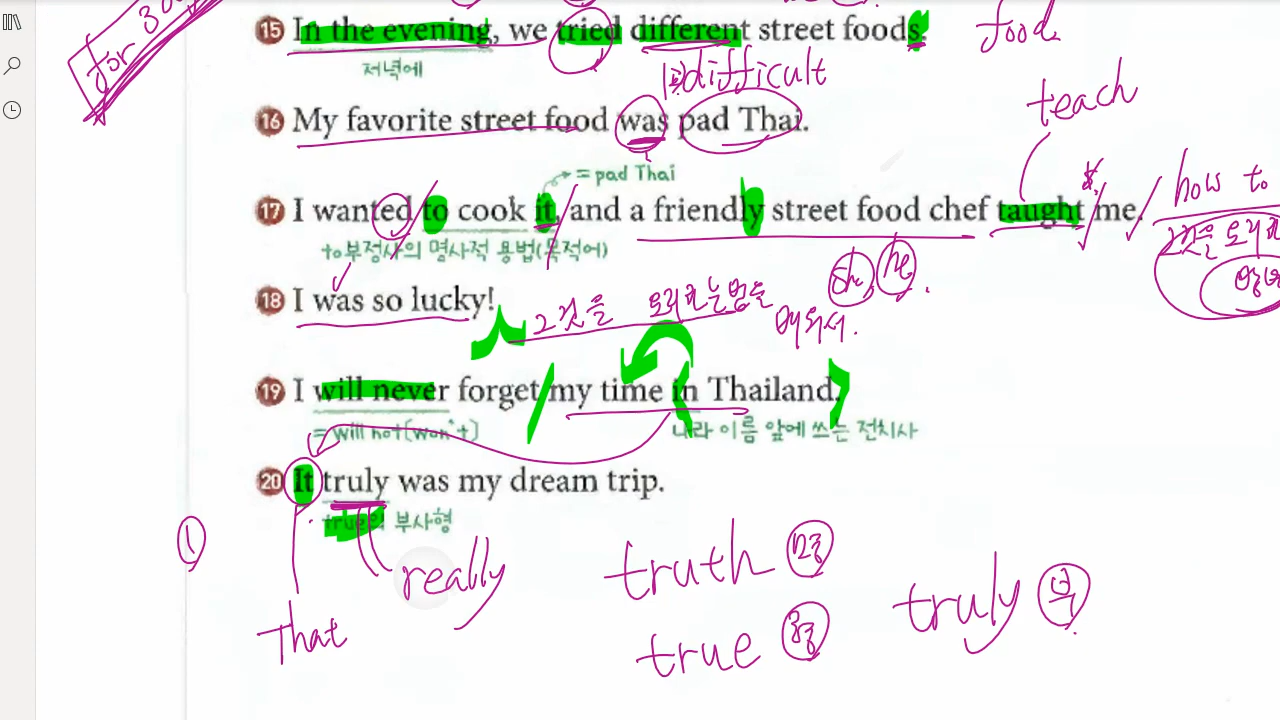 for 30
15 In the evening, we tried different street foods.
food
저녁에
difficult
teach
16 My favorite street food was pad Thai.
= pad Thai
how to
17 I wanted to cook it, and a friendly street food chef taught me.
to부정사의 명사적 용법(목적어)
she, he.
18 I was so lucky!
그것을 요리하는 법을
19 I will never forget my time in Thailand.
= will not(won't)
나라 이름 앞에 쓰는 전치사
20 It truly was my dream trip.
true의 부사형
1
really
truth 명
truly 부
That
true 형